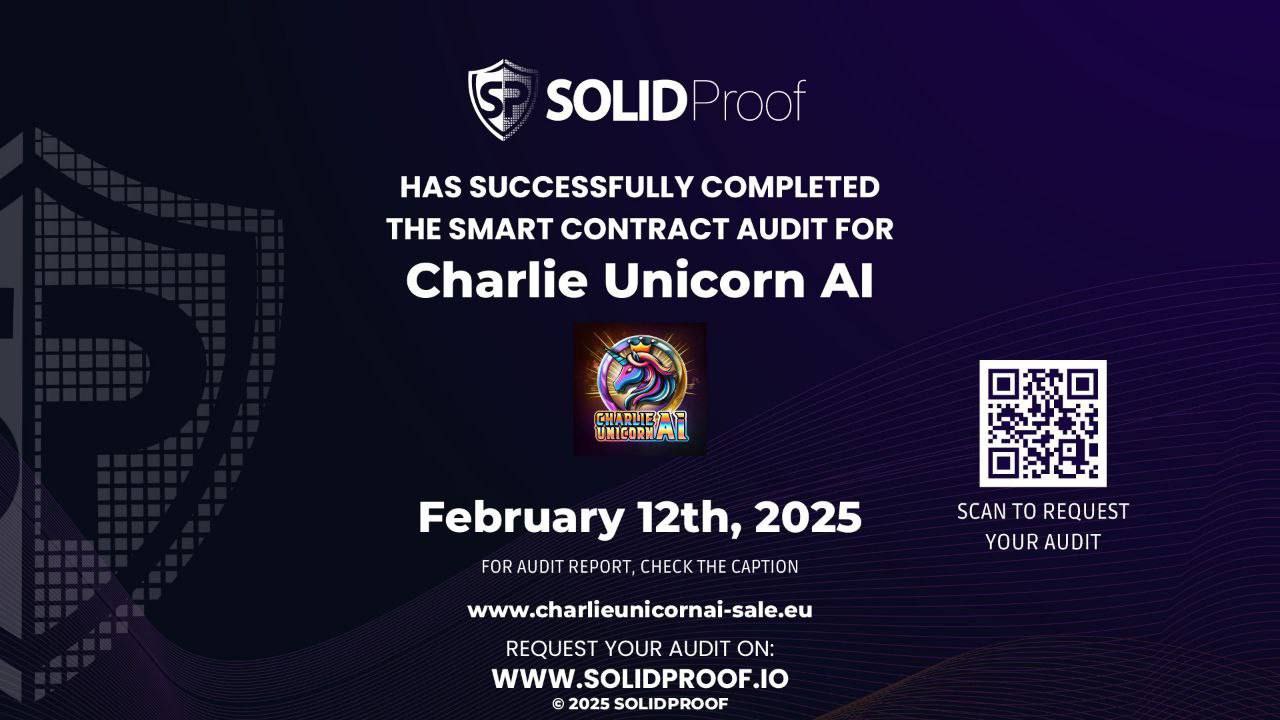 SP SOLIDProof
HAS SUCCESSFULLY COMPLETED
THE SMART CONTRACT AUDIT FOR
Charlie Unicorn AI
CHARLIE
UNICORN AI
February 12th, 2025
SCAN TO REQUEST
YOUR AUDIT
FOR AUDIT REPORT, CHECK THE CAPTION
www.charlieunicornai-sale.eu
REQUEST YOUR AUDIT ON:
WWW.SOLIDPROOF.IO
© 2025 SOLIDPROOF